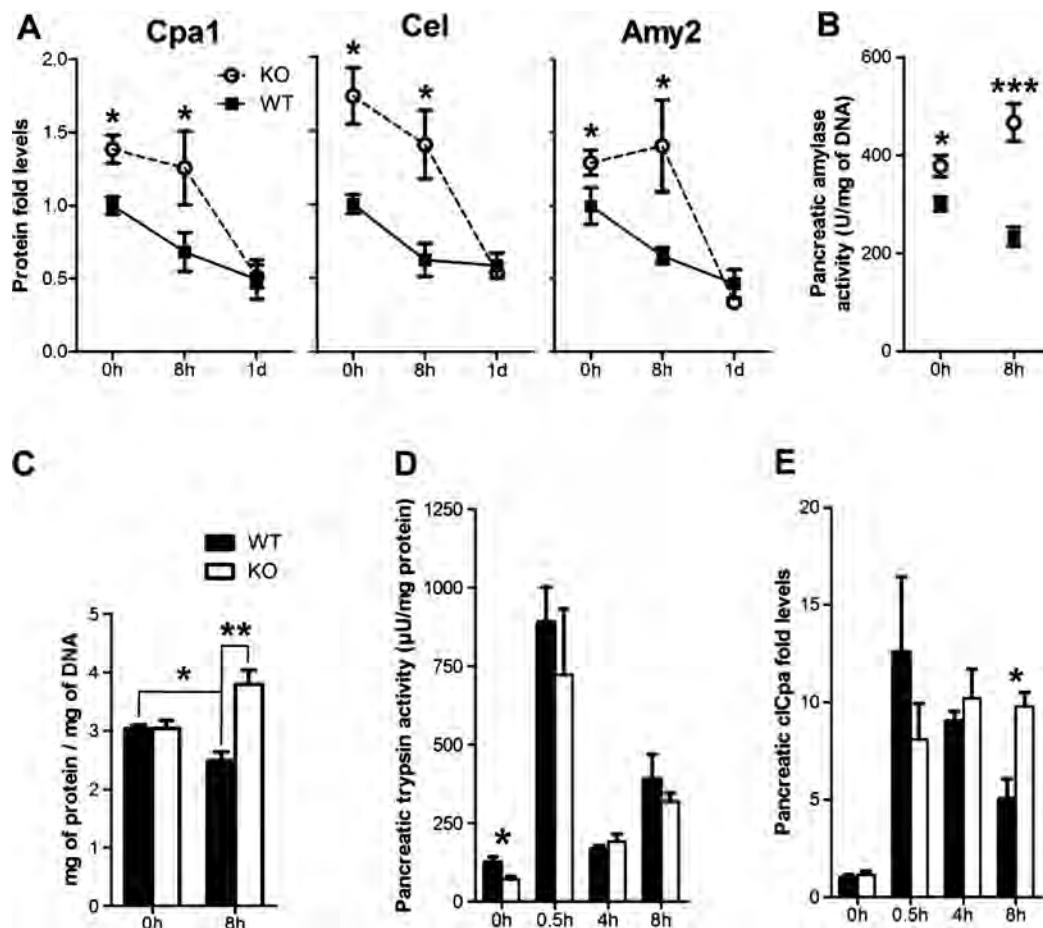 A
Cpa1
Cel
Amy2
B
Protein fold levels
2.0
1.5
1.0
0.5
0.0
KO
WT
* *
* *
* *
0h 8h 1d
0h 8h 1d
0h 8h 1d
Pancreatic amylase
activity (U/mg of DNA)
600
400
200
0
* ***
0h 8h
C
WT
KO
mg of protein / mg of DNA
5
4
3
2
1
0
* **
0h 8h
D
Pancreatic trypsin activity (µU/mg protein)
1250
1000
750
500
250
0
*
0h 0.5h 4h 8h
E
Pancreatic clCpa fold levels
20
15
10
5
0
*
0h 0.5h 4h 8h